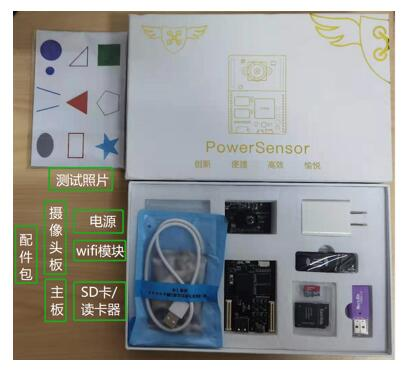 PowerSensor
创新 便捷 高效 愉悦
测试照片
配件包
摄像头板
电源
wifi模块
主板
SD卡/
读卡器